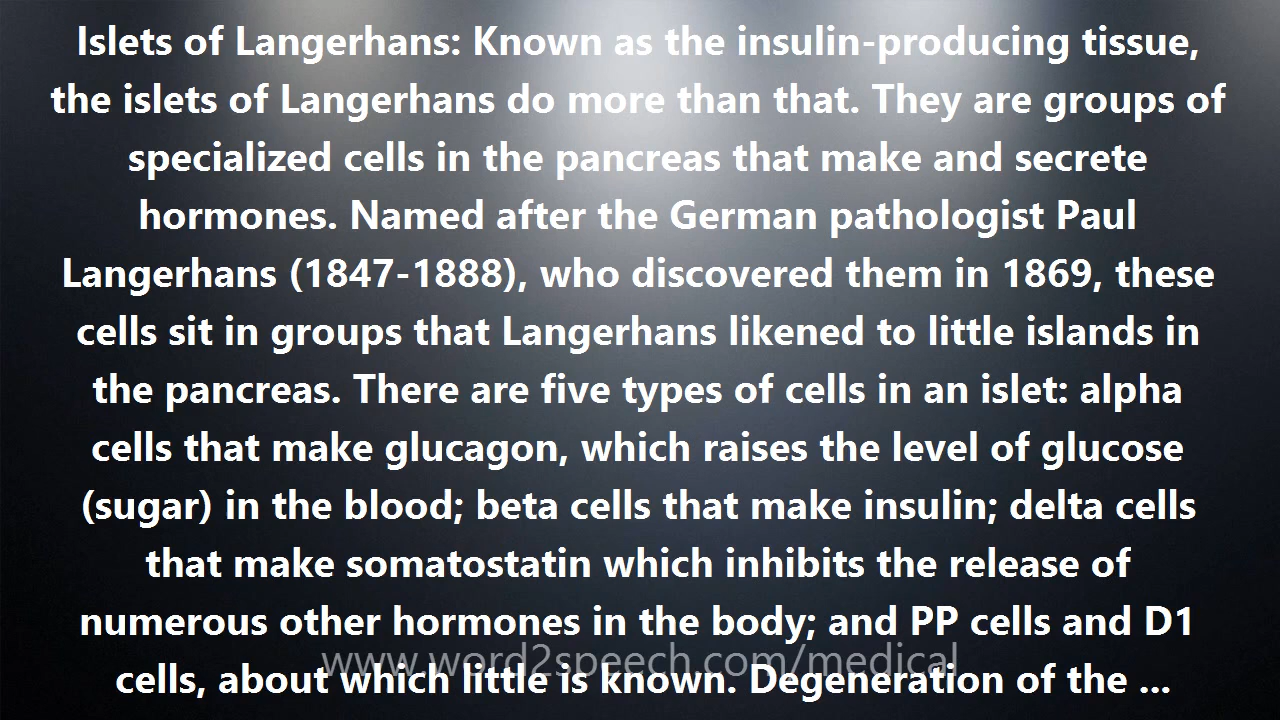 Islets of Langerhans: Known as the insulin-producing tissue,
the islets of Langerhans do more than that. They are groups of
specialized cells in the pancreas that make and secrete
hormones. Named after the German pathologist Paul
Langerhans (1847-1888), who discovered them in 1869, these
cells sit in groups that Langerhans likened to little islands in
the pancreas. There are five types of cells in an islet: alpha
cells that make glucagon, which raises the level of glucose
(sugar) in the blood; beta cells that make insulin; delta cells
that make somatostatin which inhibits the release of
numerous other hormones in the body; and PP cells and D1
www.word2speech.com/medical
cells, about which little is known. Degeneration of the ...